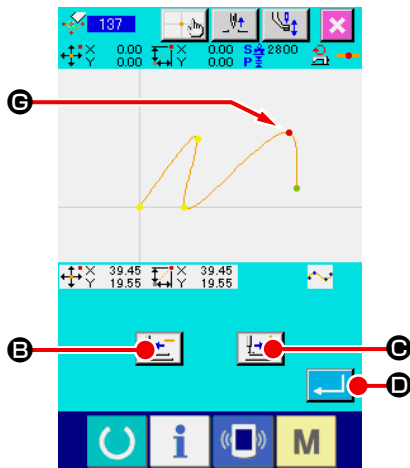 137
X 0.00 X 0.00 S 2800
Y 0.00 Y 0.00 P
G
X 39.45 X 39.45
Y 19.55 Y 19.55
B
C
D
i M